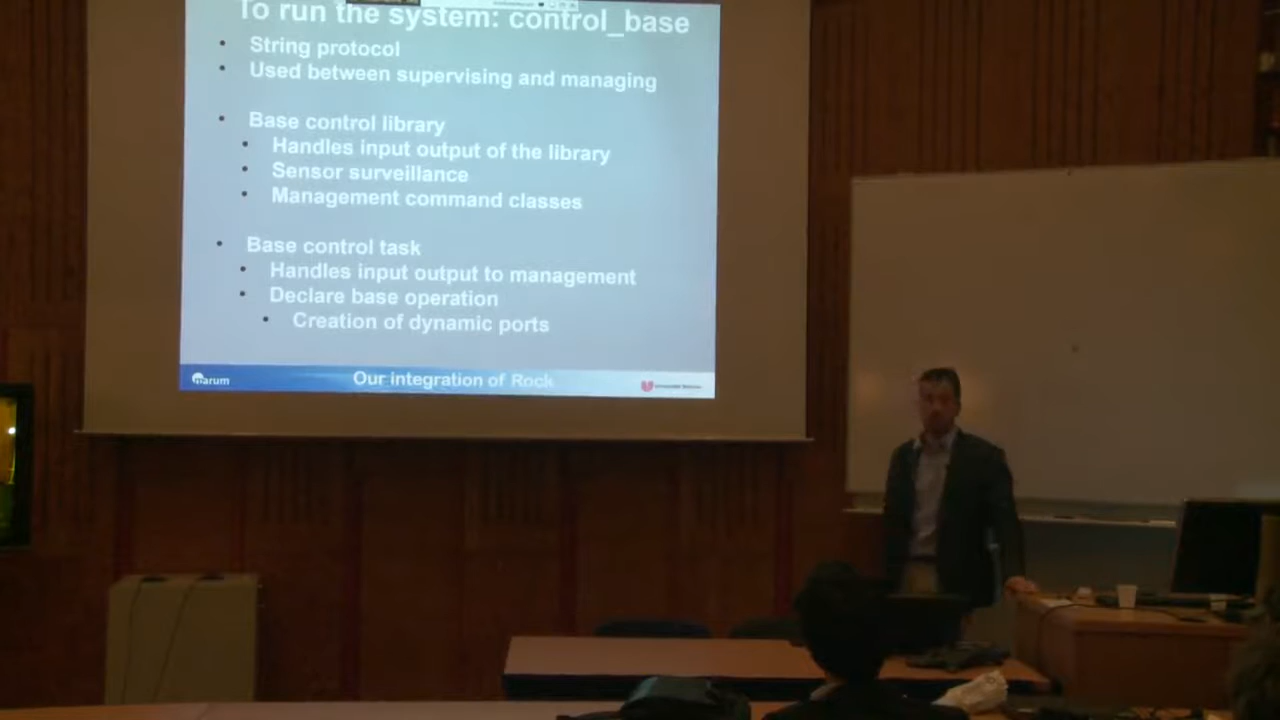 To run the system: control_base
• String protocol
• Used between supervising and managing
• Base control library
• Handles input output of the library
• Sensor surveillance
• Management command classes
• Base control task
• Handles input output to management
• Declare base operation
• Creation of dynamic ports
marum
Our integration of Rock